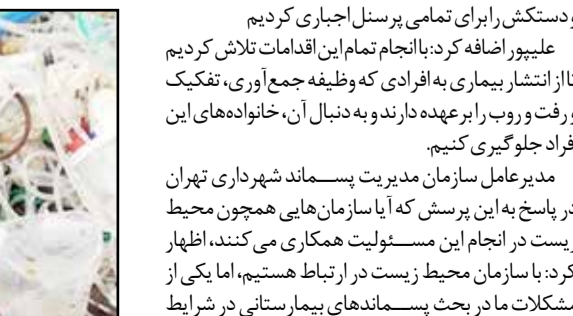 ودستکش را برای تمامی پرسنل اجباری کردیم
علیپور اضافه کرد: با انجام تمام این اقدامات تلاش کردیم
تا از انتشار بیماری به افرادی که وظیفه جمع‌آوری، تفکیک
و رفت و روب را برعهده دارند و به دنبال آن، خانواده‌های این
افراد جلوگیری کنیم.
مدیرعامل سازمان مدیریت پســماند شهرداری تهران
در پاسخ به این پرسش که آیا سازمان‌هایی همچون محیط
زیست در انجام این مســئولیت همکاری می‌کنند، اظهار
کرد: با سازمان محیط زیست در ارتباط هستیم، اما یکی از
مشکلات ما در بحث پســماندهای بیمارستانی در شرایط